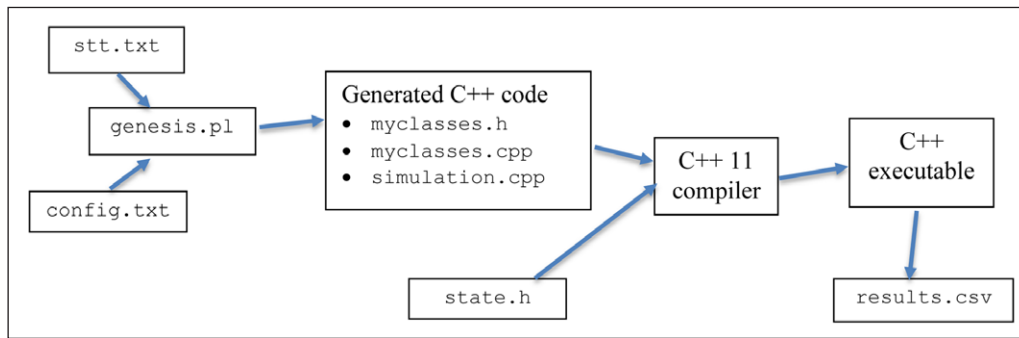 stt.txt
genesis.pl
config.txt
Generated C++ code
• myclasses.h
• myclasses.cpp
• simulation.cpp
C++ 11
compiler
C++
executable
state.h
results.csv